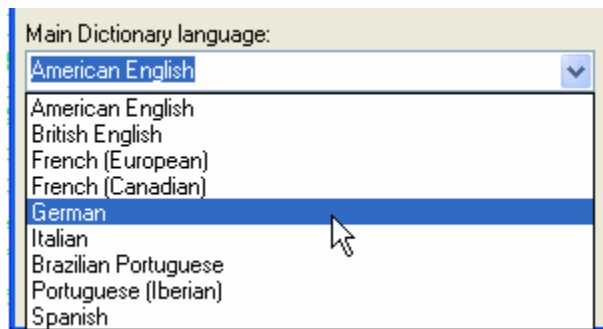 Main Dictionary language:
American English
American English
British English
French (European)
French (Canadian)
German
Italian
Brazilian Portuguese
Portuguese (Iberian)
Spanish